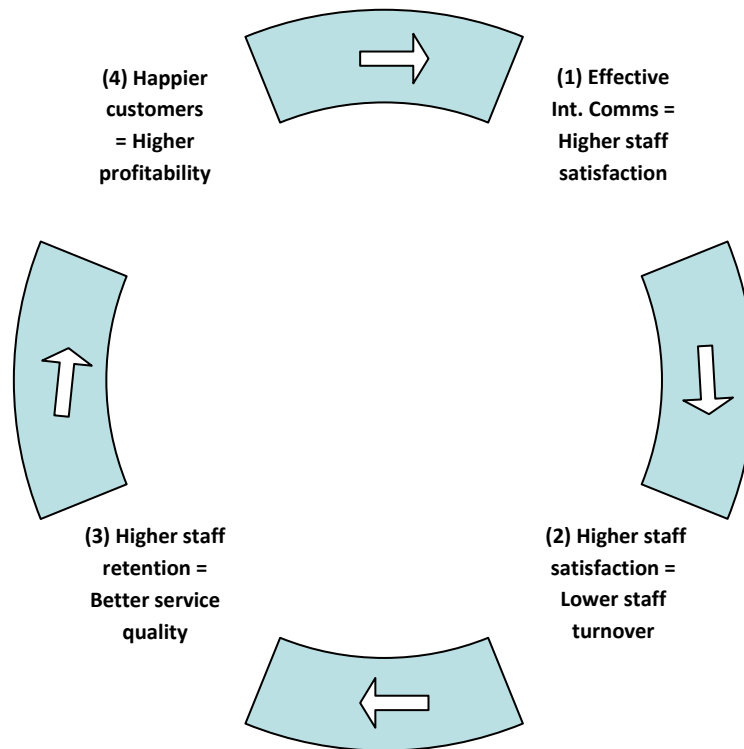 (1) Effective
Int. Comms =
Higher staff
satisfaction
(2) Higher staff
satisfaction =
Lower staff
turnover
(3) Higher staff
retention =
Better service
quality
(4) Happier
customers
= Higher
profitability